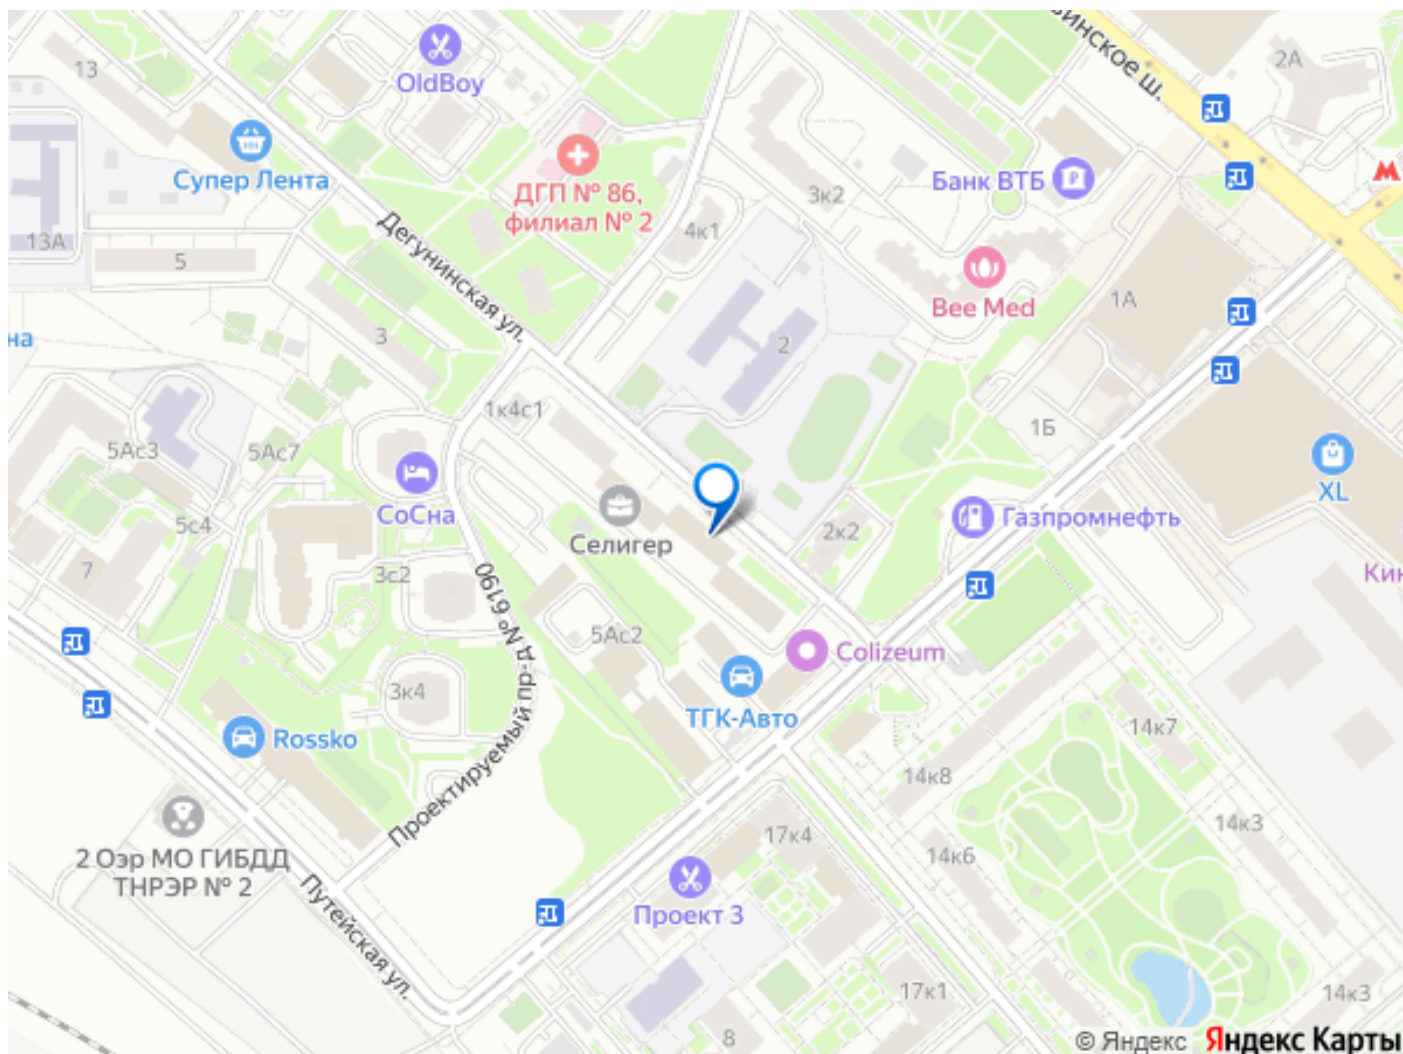 винское ш.
2А
13
OldBoy
Супер Лента
ДГП № 86,
филиал № 2
Банк ВТБ
3к2
4к1
13А
5
Дегунинская ул.
Bee Med
1А
на
3
2
1к4с1
1Б
5Ас3
5Ас7
СоСна
XL
5с4
Селигер
2к2
Газпромнефть
7
3с2
Проектируемый пр-д № 6190
Кин
5Ас2
Colizeum
3к4
ТГК-Авто
Rossko
14к7
14к8
2 Оэр МО ГИБДД
ТНРЭР № 2
17к4
14к3
14к6
Путейская ул.
Проект 3
17к1
14к3
8
© Яндекс Яндекс Карты